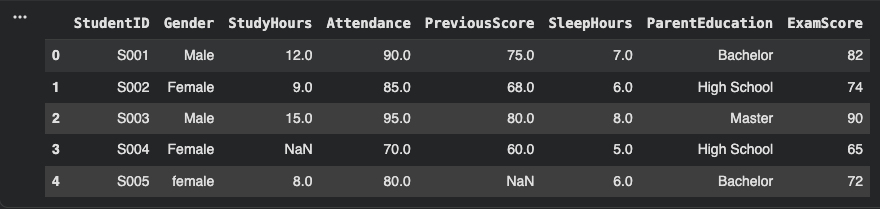 ...
StudentID Gender StudyHours Attendance PreviousScore SleepHours ParentEducation ExamScore
0 S001 Male 12.0 90.0 75.0 7.0 Bachelor 82
1 S002 Female 9.0 85.0 68.0 6.0 High School 74
2 S003 Male 15.0 95.0 80.0 8.0 Master 90
3 S004 Female NaN 70.0 60.0 5.0 High School 65
4 S005 female 8.0 80.0 NaN 6.0 Bachelor 72